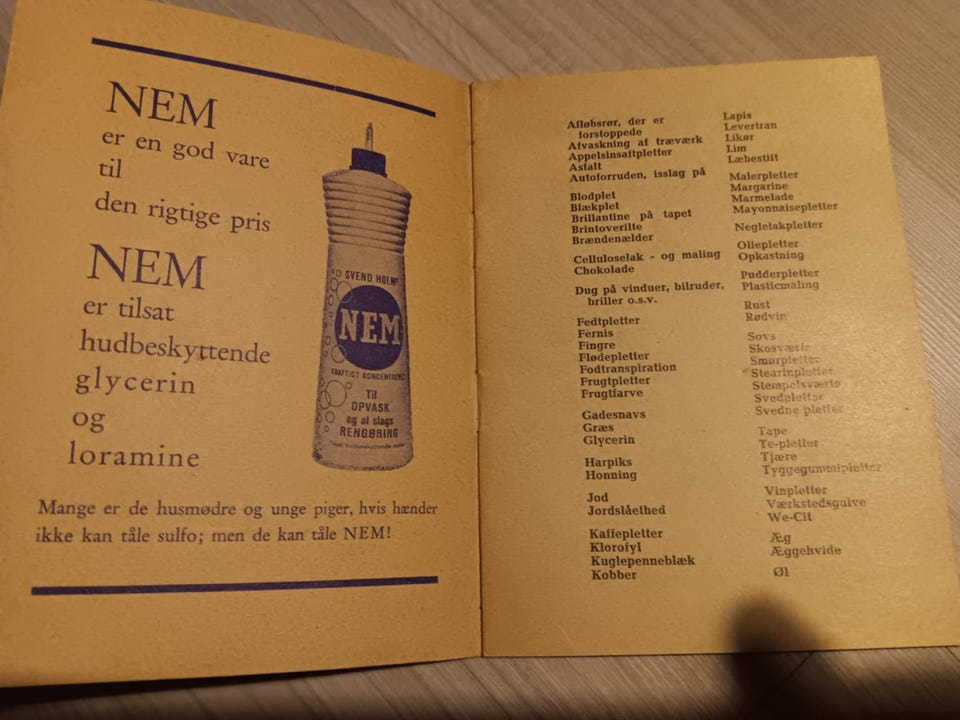 NEM
er en god vare
til
den rigtige pris
NEM
er tilsat
hudbeskyttende
glycerin
og
loramine
SVEND HOLM
NEM
KRAFTIGT KONCENTRERET
Til
OPVASK
og al slags
RENGØRING
Mange er de husmødre og unge piger, hvis hænder
ikke kan tåle sulfo; men de kan tåle NEM!
Afløbsrør, der er
forstoppede
Afvaskning af træværk
Appelsinsaftpletter
Asfalt
Autoforruden, isslag på
Blodplet
Blækplet
Brillantine på tapet
Brintoverilte
Brændenælder
Celluloselak - og maling
Chokolade
Dug på vinduer, bilruder,
briller o.s.v.
Fedtpletter
Fernis
Fingre
Flødepletter
Fodtranspiration
Frugtpletter
Frugtfarve
Gadesnavs
Græs
Glycerin
Harpiks
Honning
Jod
Jordslåethed
Kaffepletter
Klorofyl
Kuglepenneblæk
Kobber
Lapis
Levertran
Likør
Lim
Læbestift
Malerpletter
Margarine
Marmelade
Mayonnaisepletter
Neglelakpletter
Oliepletter
Opkastning
Pudderpletter
Plasticmaling
Rust
Rødvin
Sovs
Skosværte
Smørpletter
Stearinpletter
Stempelsværte
Svedpletter
Svedne pletter
Tape
Te-pletter
Tjære
Tyggegummipletter
Vinpletter
Værkstedsgulve
We-Cit
Æg
Æggehvide
Øl